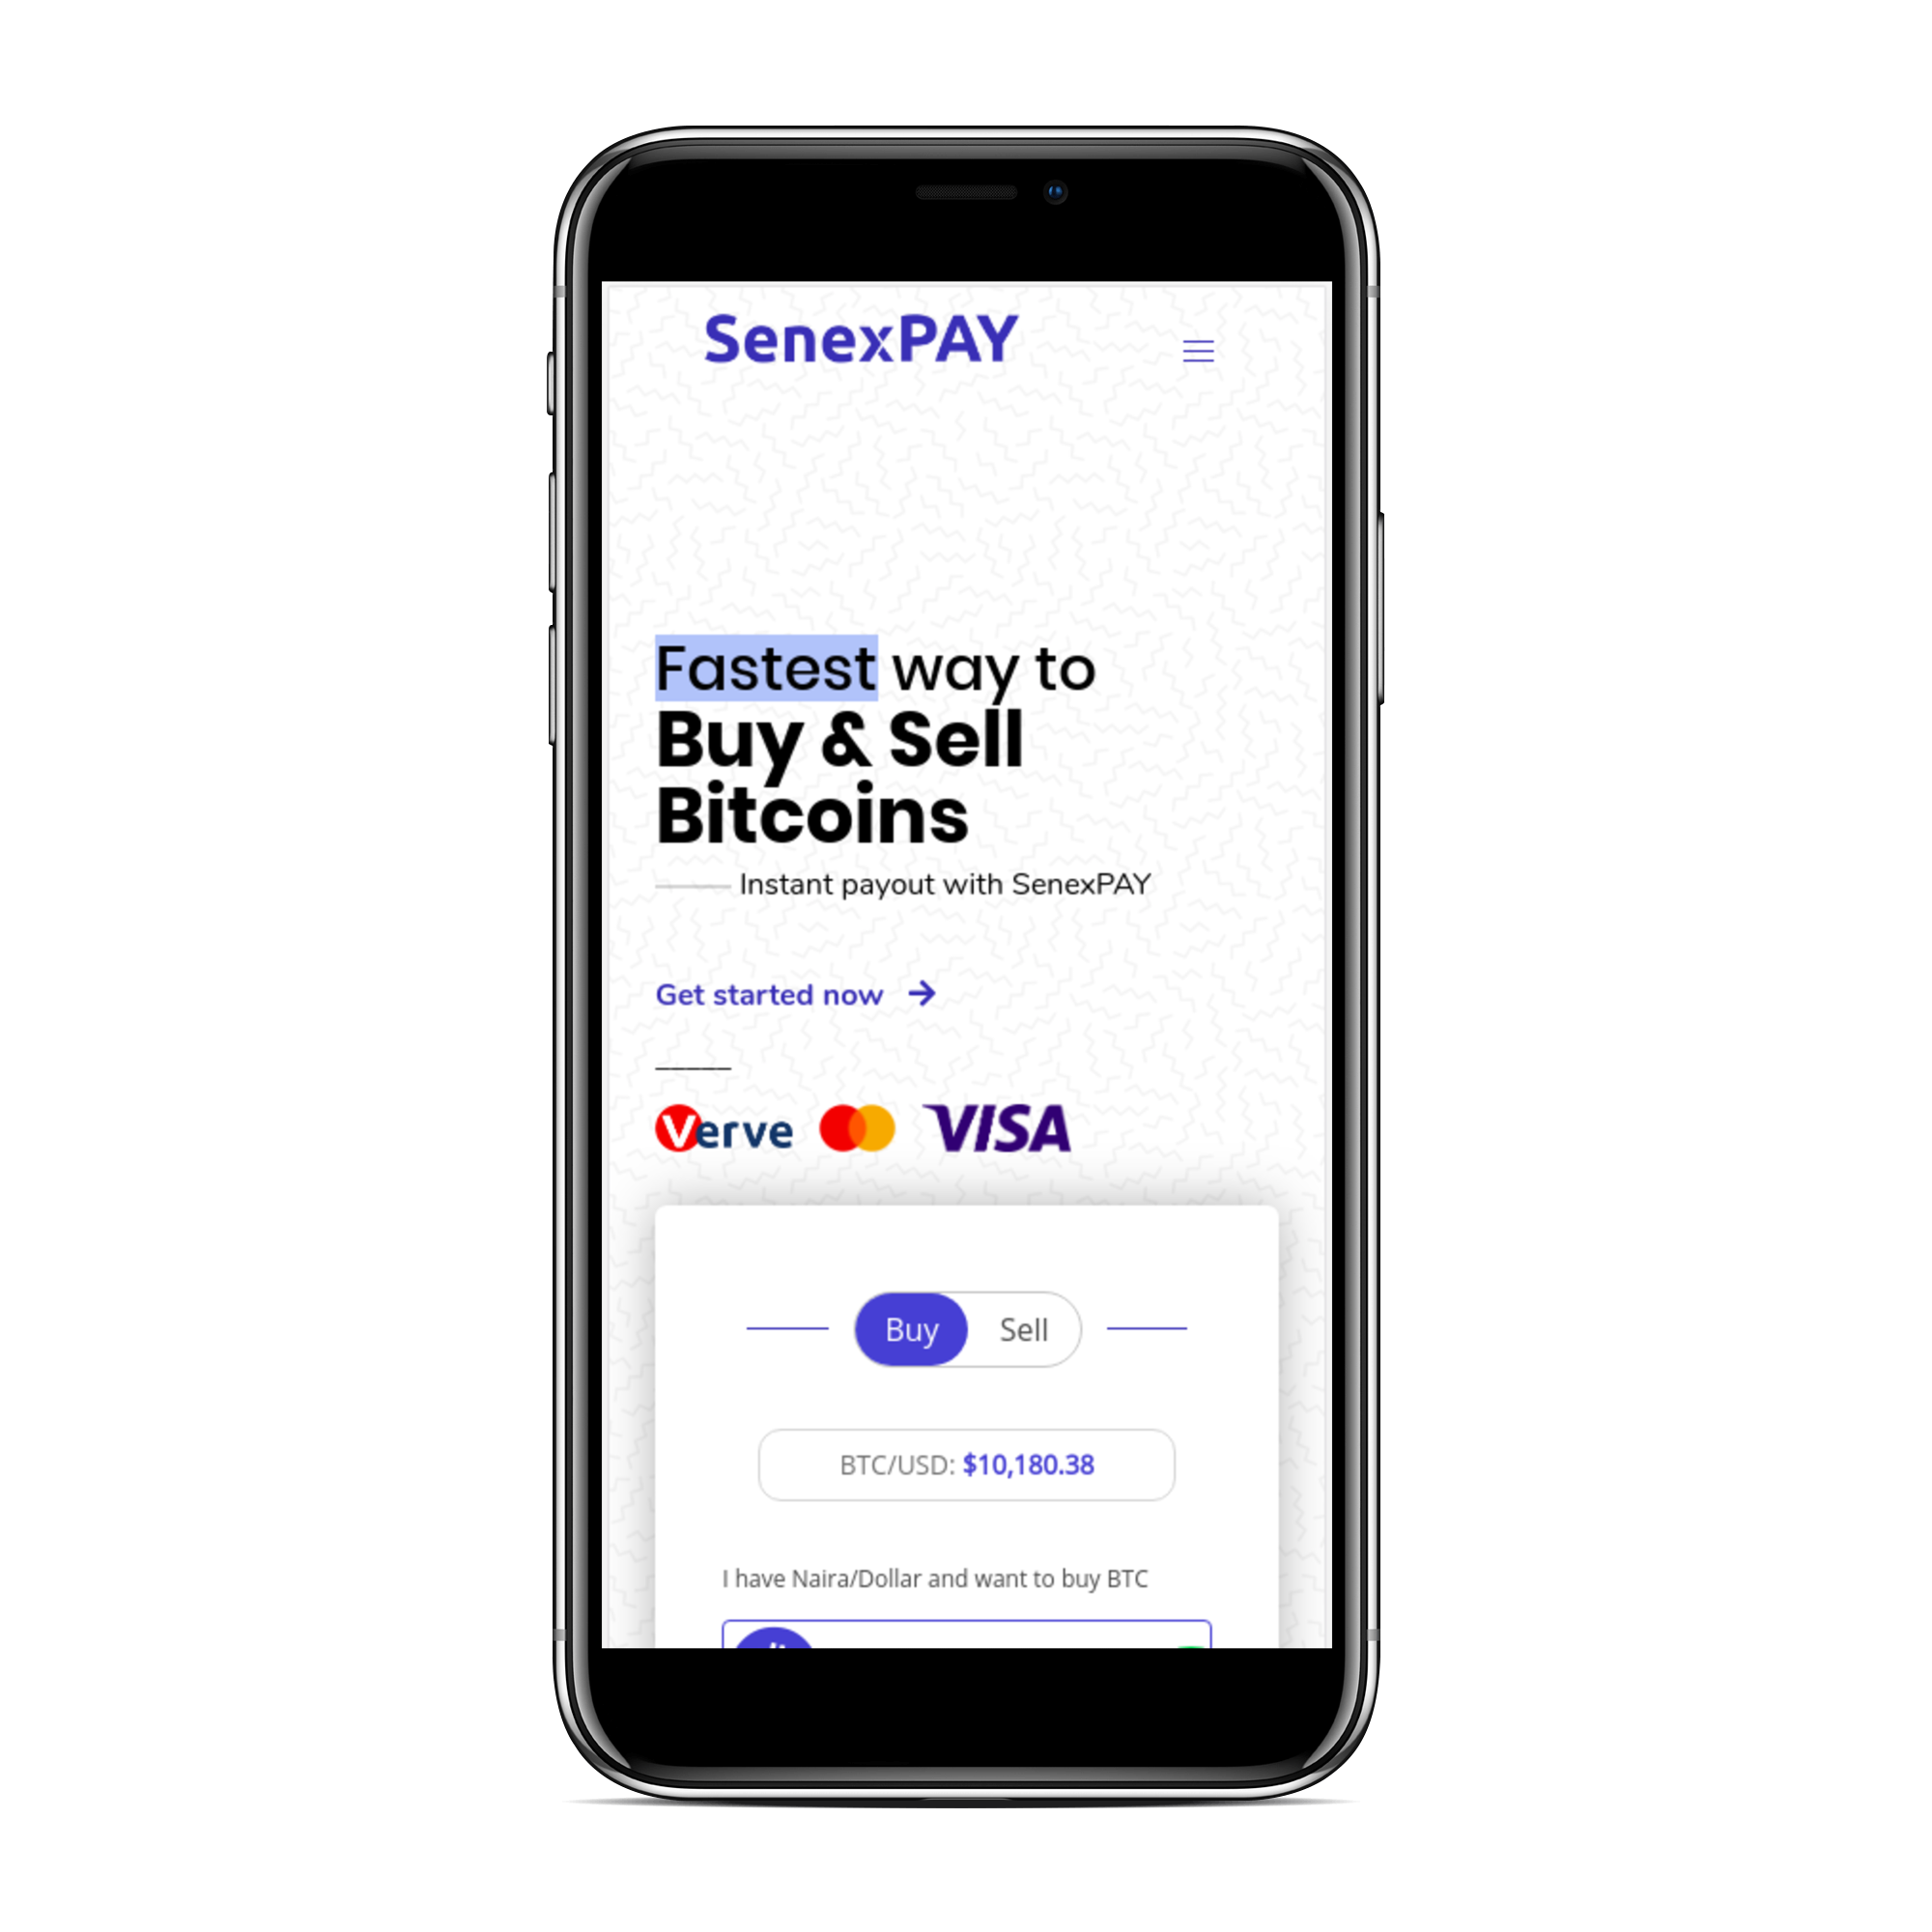 SenexPAY
Fastest way to
Buy & Sell
Bitcoins
Instant payout with SenexPAY
Get started now
Verve VISA
Buy Sell
BTC/USD: $10,180.38
I have Naira/Dollar and want to buy BTC